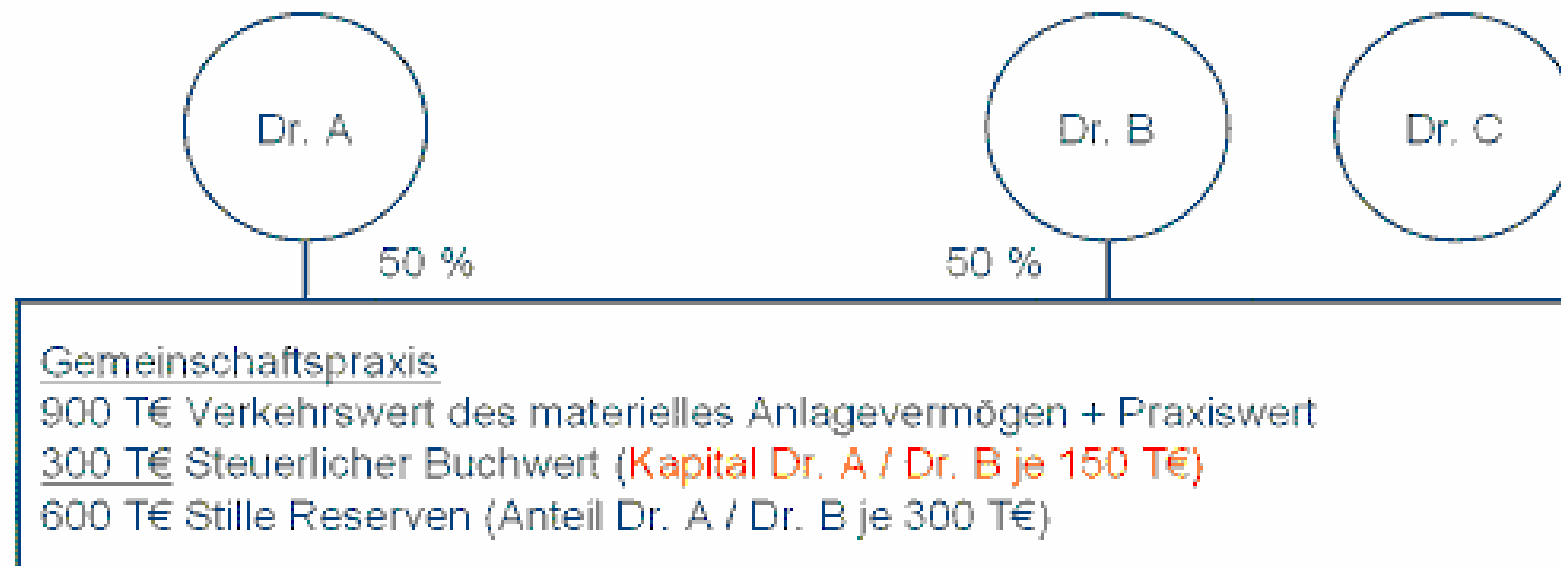 Dr. A
Dr. B
Dr. C
50 %
50 %
Gemeinschaftspraxis
900 T€ Verkehrswert des materielles Anlagevermögen + Praxiswert
300 T€ Steuerlicher Buchwert (Kapital Dr. A / Dr. B je 150 T€)
600 T€ Stille Reserven (Anteil Dr. A / Dr. B je 300 T€)